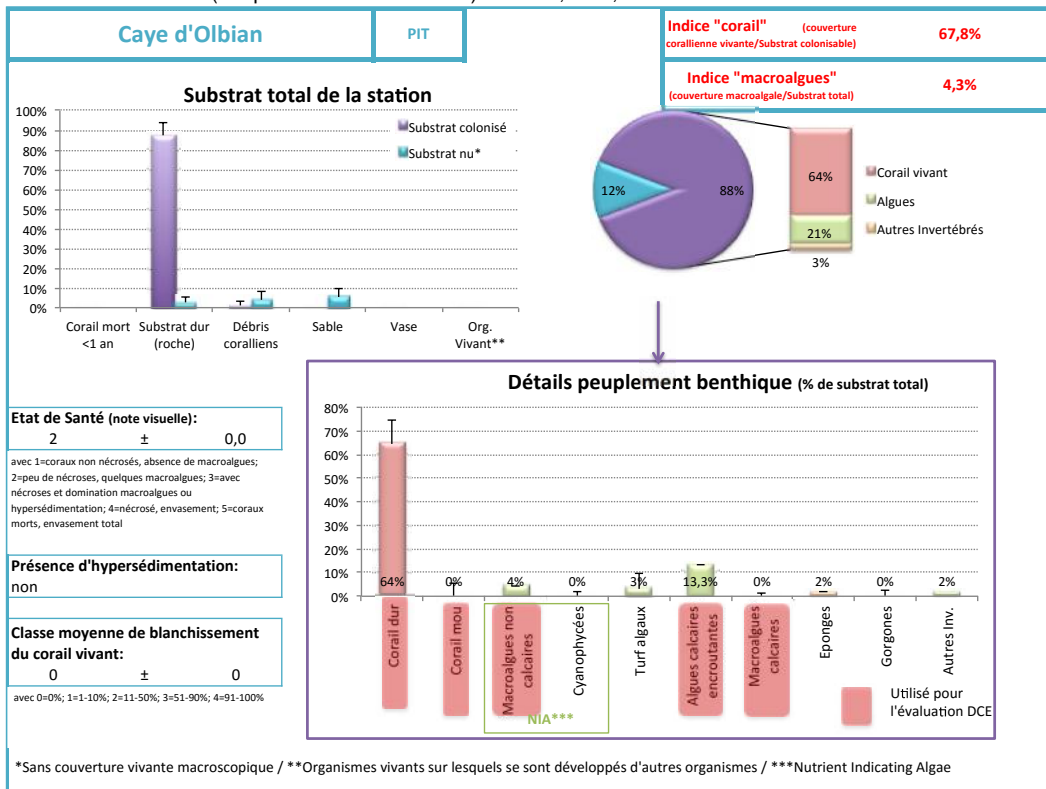 Caye d'Olbian
PIT
Indice "corail" (couverture
corallienne vivante/Substrat colonisable)
67,8%
Indice "macroalgues"
(couverture macroalgale/Substrat total)
4,3%
Substrat total de la station
100%
90%
80%
70%
60%
50%
40%
30%
20%
10%
0%
Substrat colonisé
Substrat nu*
Corail mort
<1 an
Substrat dur
(roche)
Débris
coralliens
Sable
Vase
Org.
Vivant**
12%
88%
64%
21%
3%
Corail vivant
Algues
Autres Invertébrés
Etat de Santé (note visuelle):
2 ± 0,0
avec 1=coraux non nécrosés, absence de macroalgues;
2=peu de nécroses, quelques macroalgues; 3=avec
nécroses et domination macroalgues ou
hypersédimentation; 4=nécrosé, envasement; 5=coraux
morts, envasement total
Présence d'hypersédimentation:
non
Classe moyenne de blanchissement
du corail vivant:
0 ± 0
avec 0=0%; 1=1-10%; 2=11-50%; 3=51-90%; 4=91-100%
Détails peuplement benthique (% de substrat total)
80%
70%
60%
50%
40%
30%
20%
10%
0%
64%
0%
4%
0%
3%
13,3%
0%
2%
0%
2%
Corail dur
Corail mou
Macroalgues non
calcaires
Cyanophycées
Turf algaux
Algues calcaires
encroutantes
Macroalgues
calcaires
Eponges
Gorgones
Autres Inv.
NIA***
Utilisé pour
l'évaluation DCE
*Sans couverture vivante macroscopique / **Organismes vivants sur lesquels se sont développés d'autres organismes / ***Nutrient Indicating Algae